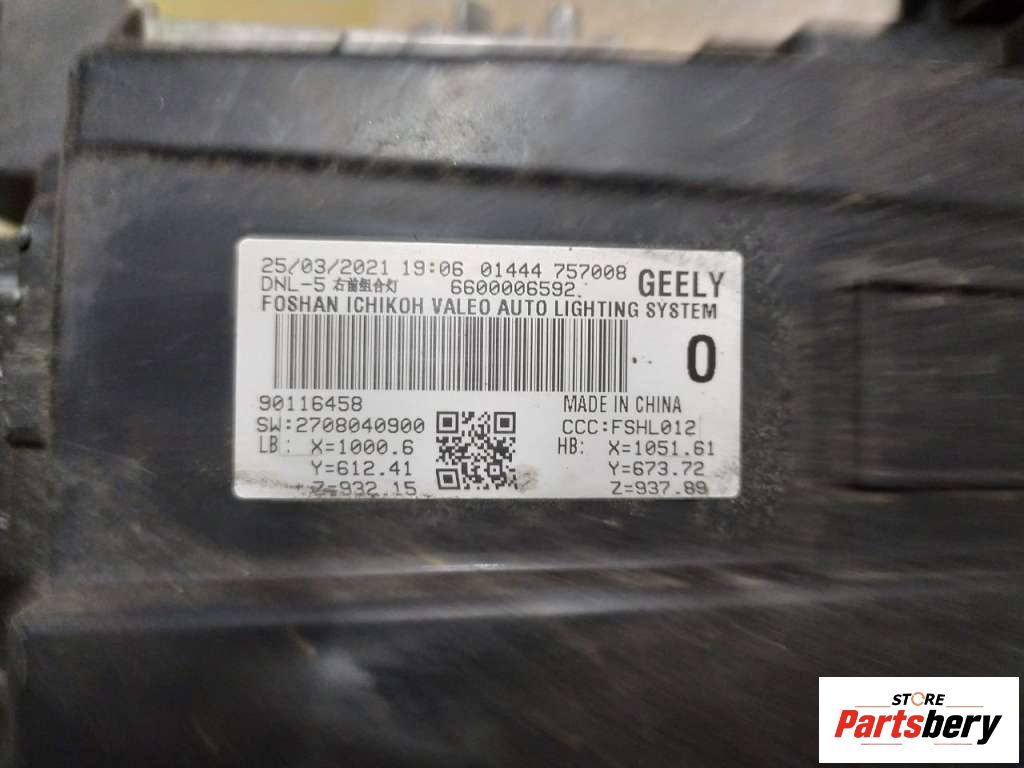 25/03/2021 19:06 01444 757008 GEELY
DNL-5 右前组合灯 6600006592
FOSHAN ICHIKOH VALEO AUTO LIGHTING SYSTEM
0
90116458 MADE IN CHINA
SW:2708040900 CCC:FSHL012
LB: X=1000.6 HB: X=1051.61
Y=612.41 Y=673.72
Z=932.15 Z=937.89
STORE
Partsbery